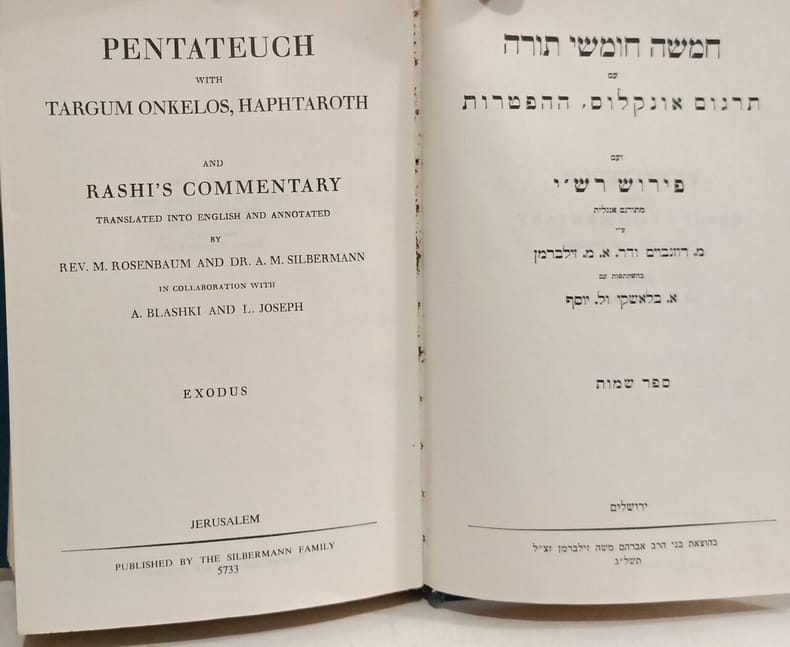 PENTATEUCH
WITH
TARGUM ONKELOS, HAPHTAROTH
AND
RASHI'S COMMENTARY
TRANSLATED INTO ENGLISH AND ANNOTATED
BY
REV. M. ROSENBAUM AND DR. A. M. SILBERMANN
IN COLLABORATION WITH
A. BLASHKI AND L. JOSEPH
EXODUS
JERUSALEM
PUBLISHED BY THE SILBERMANN FAMILY
5733
חמשה חומשי תורה
עם
תרגום אונקלוס, ההפטרות
ועם
פירוש רש״י
מתורגם אנגלית
ע״י
מ. רוזנבוים ודר. א. מ. זילברמן
בהשתתפות עם
א. בלאשקי ול. יוסף
ספר שמות
ירושלים
בהוצאת בני הרב אברהם משה זילברמן זצ״ל
תשל״ג